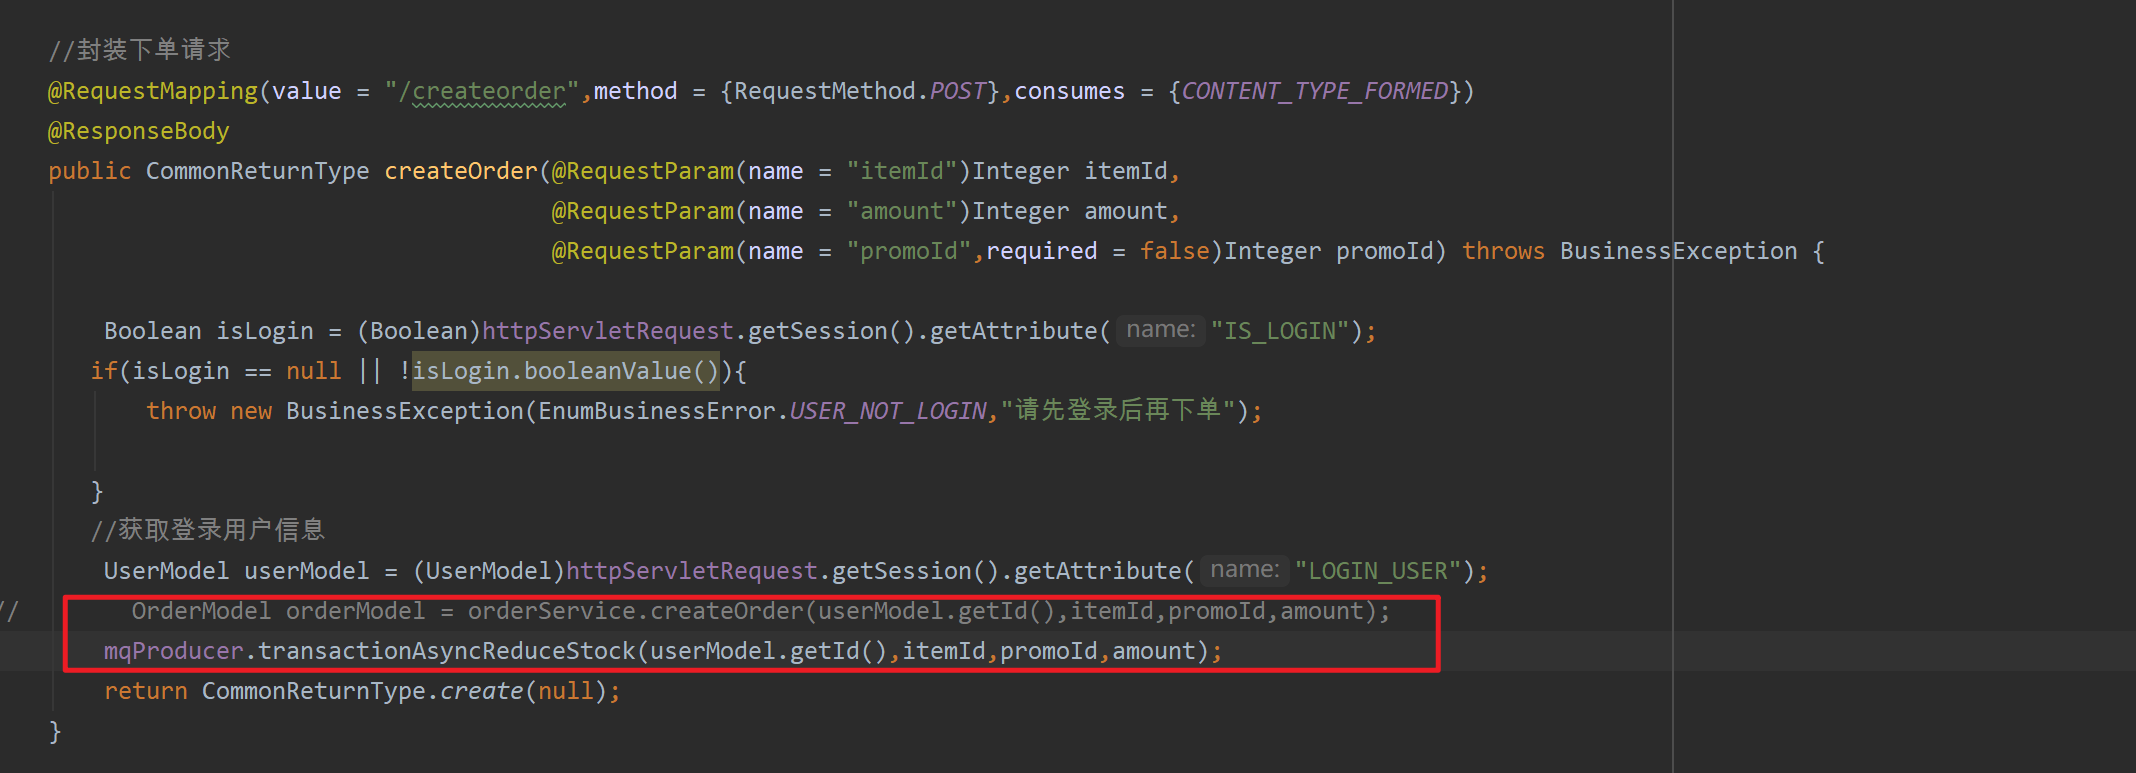 //封装下单请求
@RequestMapping(value = "/createorder",method = {RequestMethod.POST},consumes = {CONTENT_TYPE_FORMED})
@ResponseBody
public CommonReturnType createOrder(@RequestParam(name = "itemId")Integer itemId,
@RequestParam(name = "amount")Integer amount,
@RequestParam(name = "promoId",required = false)Integer promoId) throws BusinessException {
Boolean isLogin = (Boolean)httpServletRequest.getSession().getAttribute( name: "IS_LOGIN");
if(isLogin == null || !isLogin.booleanValue()){
throw new BusinessException(EnumBusinessError.USER_NOT_LOGIN,"请先登录后再下单");
}
//获取登录用户信息
UserModel userModel = (UserModel)httpServletRequest.getSession().getAttribute( name: "LOGIN_USER");
// OrderModel orderModel = orderService.createOrder(userModel.getId(),itemId,promoId,amount);
mqProducer.transactionAsyncReduceStock(userModel.getId(),itemId,promoId,amount);
return CommonReturnType.create(null);
}